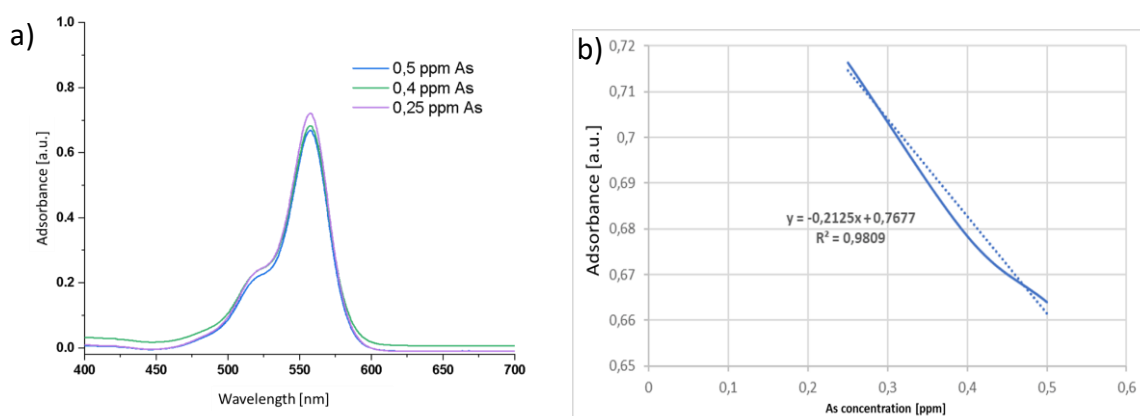 a)
Adsorbance [a.u.]
1.0
0.8
0.6
0.4
0.2
0.0
0,5 ppm As
0,4 ppm As
0,25 ppm As
400
450
500
550
600
650
700
Wavelength [nm]
b)
Adsorbance [a.u.]
0,72
0,71
0,7
0,69
0,68
0,67
0,66
0,65
y = -0,2125x + 0,7677
R² = 0,9809
0
0,1
0,2
0,3
0,4
0,5
0,6
As concentration [ppm]